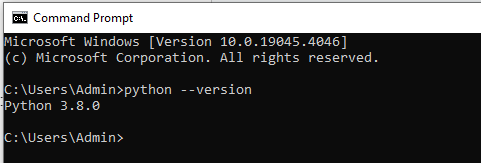 Command Prompt
Microsoft Windows [Version 10.0.19045.4046]
(c) Microsoft Corporation. All rights reserved.
C:\Users\Admin>python --version
Python 3.8.0
C:\Users\Admin>